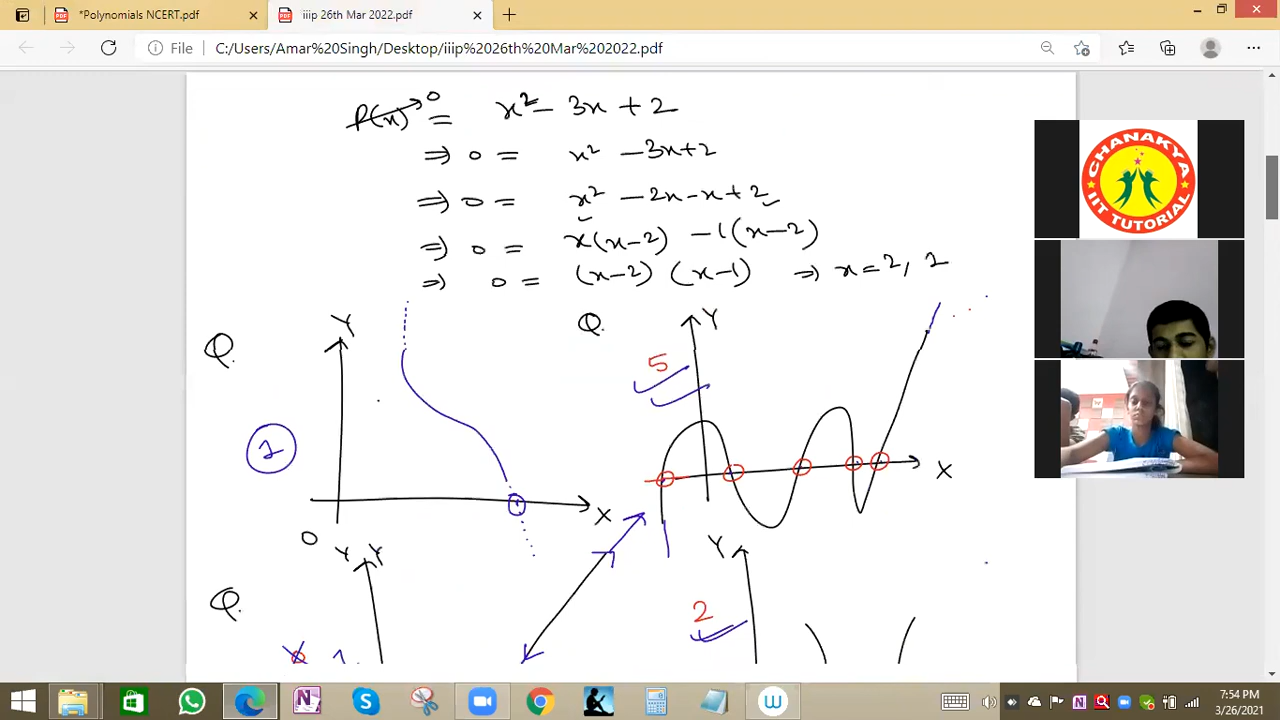 *Polynomials NCERT.pdf
iiip 26th Mar 2022.pdf
File C:/Users/Amar%20Singh/Desktop/iiip%2026th%20Mar%202022.pdf
P(x) 0 = x² - 3x + 2
⇒ 0 = x² - 3x + 2
⇒ 0 = x² - 2x - x + 2
⇒ 0 = x(x-2) - 1(x-2)
⇒ 0 = (x-2) (x-1) ⇒ x = 2, 1
CHANAKYA
IIT TUTORIAL
Q. Y
1
O X
Q. Y
5
X
Q. Y Y
Y
2
7:54 PM
3/26/2021